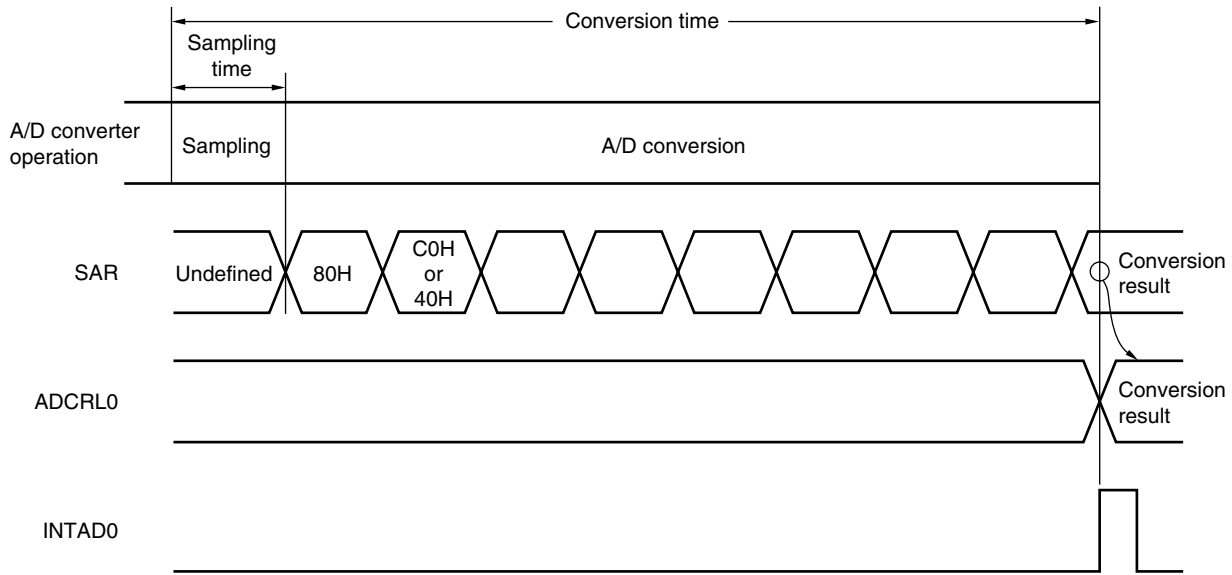 Conversion time
Sampling
time
A/D converter
operation
Sampling
A/D conversion
SAR
Undefined
80H
C0H
or
40H
Conversion
result
ADCRL0
Conversion
result
INTAD0